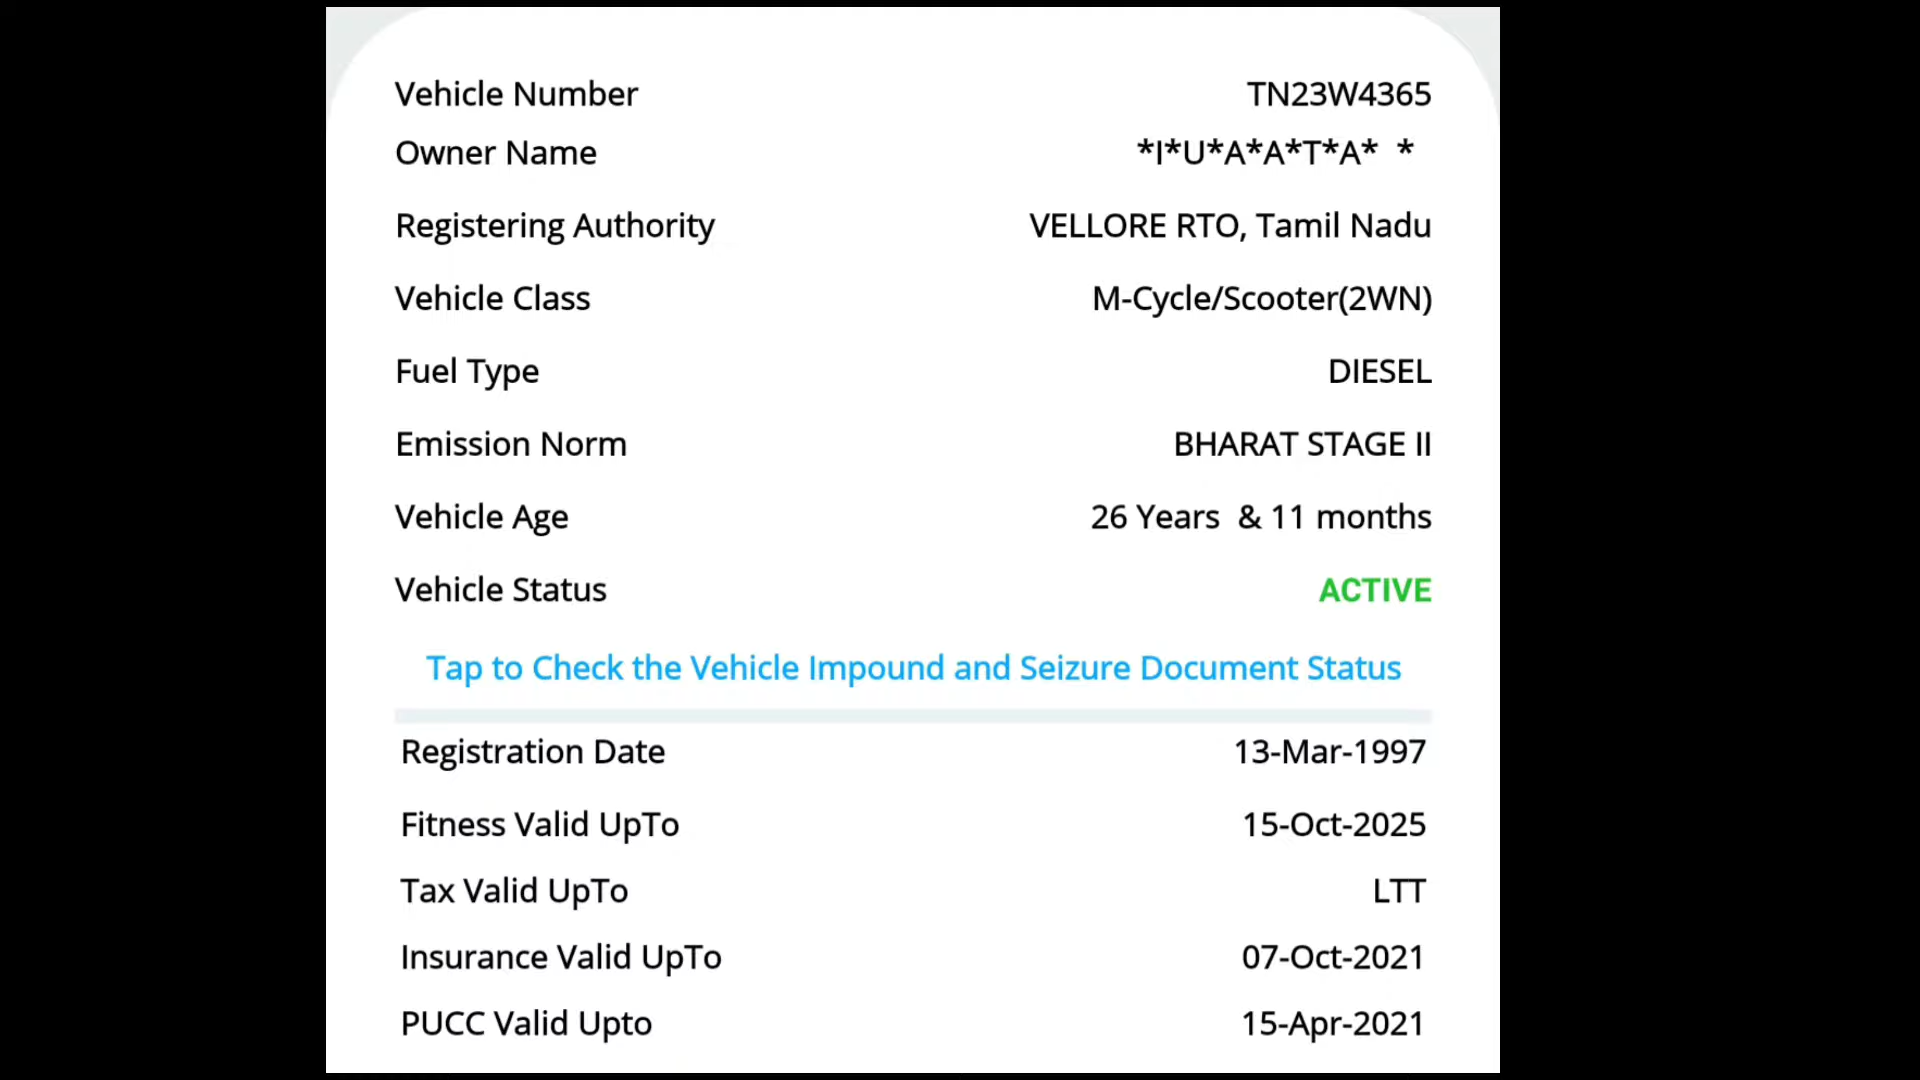 Vehicle Number TN23W4365
Owner Name *I*U*A*A*T*A* *
Registering Authority VELLORE RTO, Tamil Nadu
Vehicle Class M-Cycle/Scooter(2WN)
Fuel Type DIESEL
Emission Norm BHARAT STAGE II
Vehicle Age 26 Years & 11 months
Vehicle Status ACTIVE
Tap to Check the Vehicle Impound and Seizure Document Status
Registration Date 13-Mar-1997
Fitness Valid UpTo 15-Oct-2025
Tax Valid UpTo LTT
Insurance Valid UpTo 07-Oct-2021
PUCC Valid Upto 15-Apr-2021